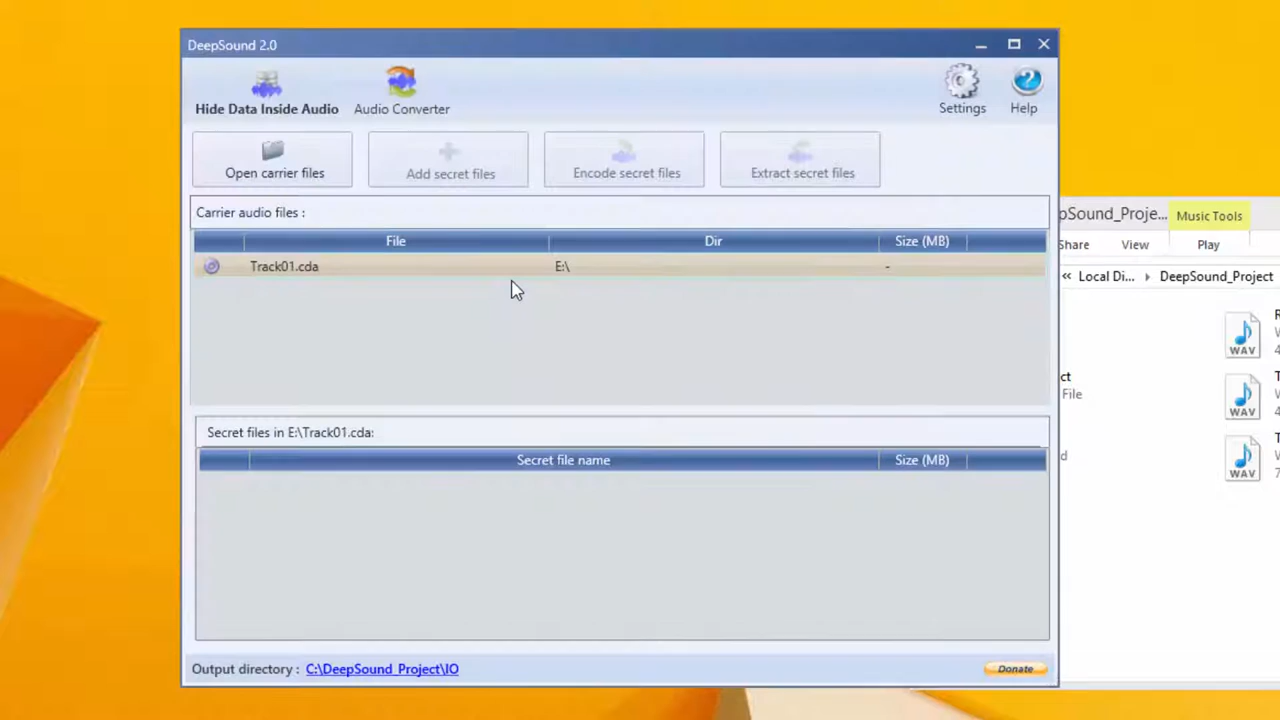 DeepSound 2.0
Hide Data Inside Audio
Audio Converter
Settings
Help
Open carrier files
Add secret files
Encode secret files
Extract secret files
Carrier audio files :
File Dir Size (MB)
Track01.cda E:\ -
Secret files in E:\Track01.cda:
Secret file name Size (MB)
Output directory : C:\DeepSound_Project\IO
Donate
pSound_Proje... Music Tools
Share View Play
« Local Di... DeepSound_Project
WAV
ct
File
WAV
WAV